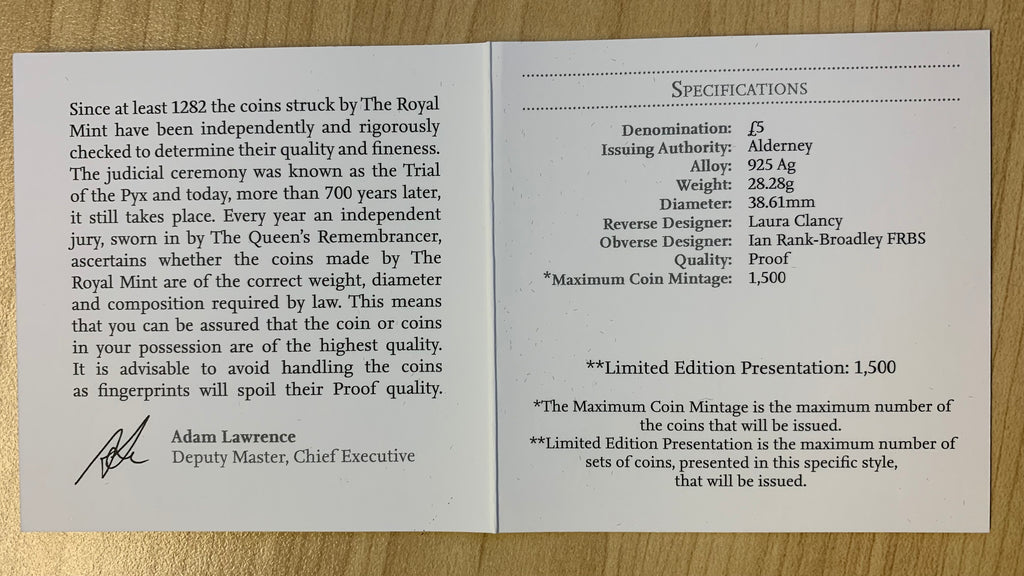 Since at least 1282 the coins struck by The Royal
Mint have been independently and rigorously
checked to determine their quality and fineness.
The judicial ceremony was known as the Trial
of the Pyx and today, more than 700 years later,
it still takes place. Every year an independent
jury, sworn in by The Queen's Remembrancer,
ascertains whether the coins made by The
Royal Mint are of the correct weight, diameter
and composition required by law. This means
that you can be assured that the coin or coins
in your possession are of the highest quality.
It is advisable to avoid handling the coins
as fingerprints will spoil their Proof quality.
Adam Lawrence
Deputy Master, Chief Executive
SPECIFICATIONS
Denomination: £5
Issuing Authority: Alderney
Alloy: 925 Ag
Weight: 28.28g
Diameter: 38.61mm
Reverse Designer: Laura Clancy
Obverse Designer: Ian Rank-Broadley FRBS
Quality: Proof
*Maximum Coin Mintage: 1,500
**Limited Edition Presentation: 1,500
*The Maximum Coin Mintage is the maximum number of
the coins that will be issued.
**Limited Edition Presentation is the maximum number of
sets of coins, presented in this specific style,
that will be issued.